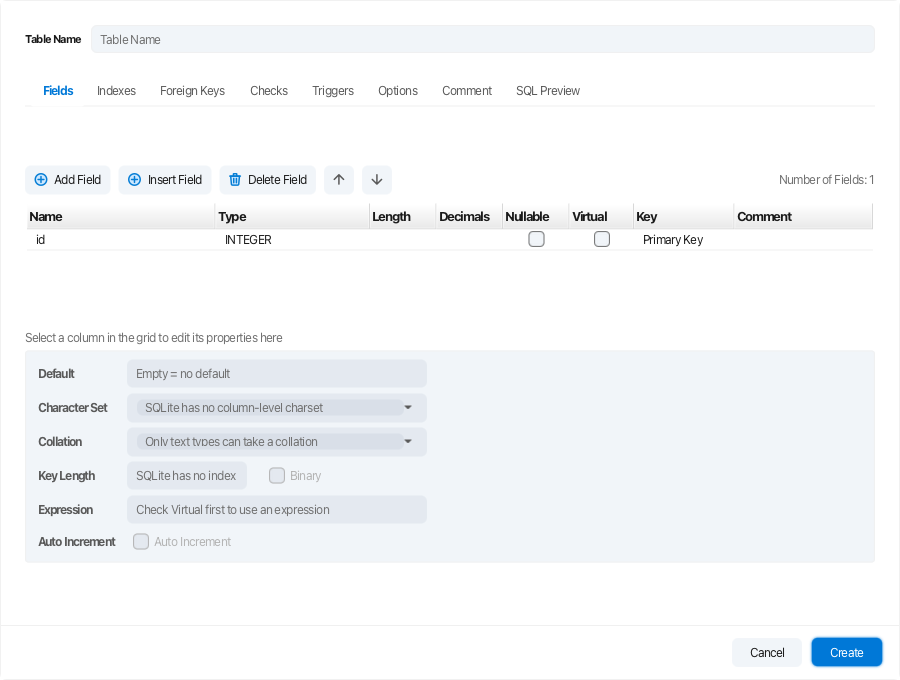 Table Name Table Name
Fields Indexes Foreign Keys Checks Triggers Options Comment SQL Preview
Add Field Insert Field Delete Field Number of Fields: 1
Name Type Length Decimals Nullable Virtual Key Comment
id INTEGER Primary Key
Select a column in the grid to edit its properties here
Default Empty = no default
Character Set SQLite has no column-level charset
Collation Only text types can take a collation
Key Length SQLite has no index Binary
Expression Check Virtual first to use an expression
Auto Increment Auto Increment
Cancel Create